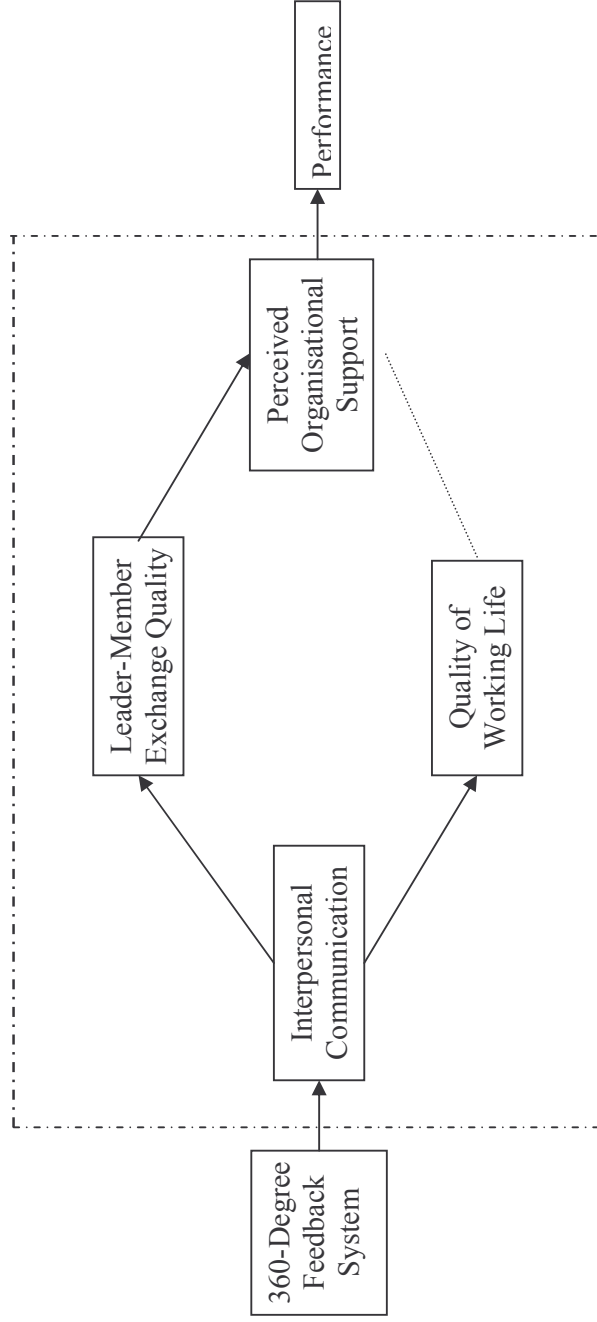 360-Degree
Feedback
System
Interpersonal
Communication
Leader-Member
Exchange Quality
Quality of
Working Life
Perceived
Organisational
Support
Performance